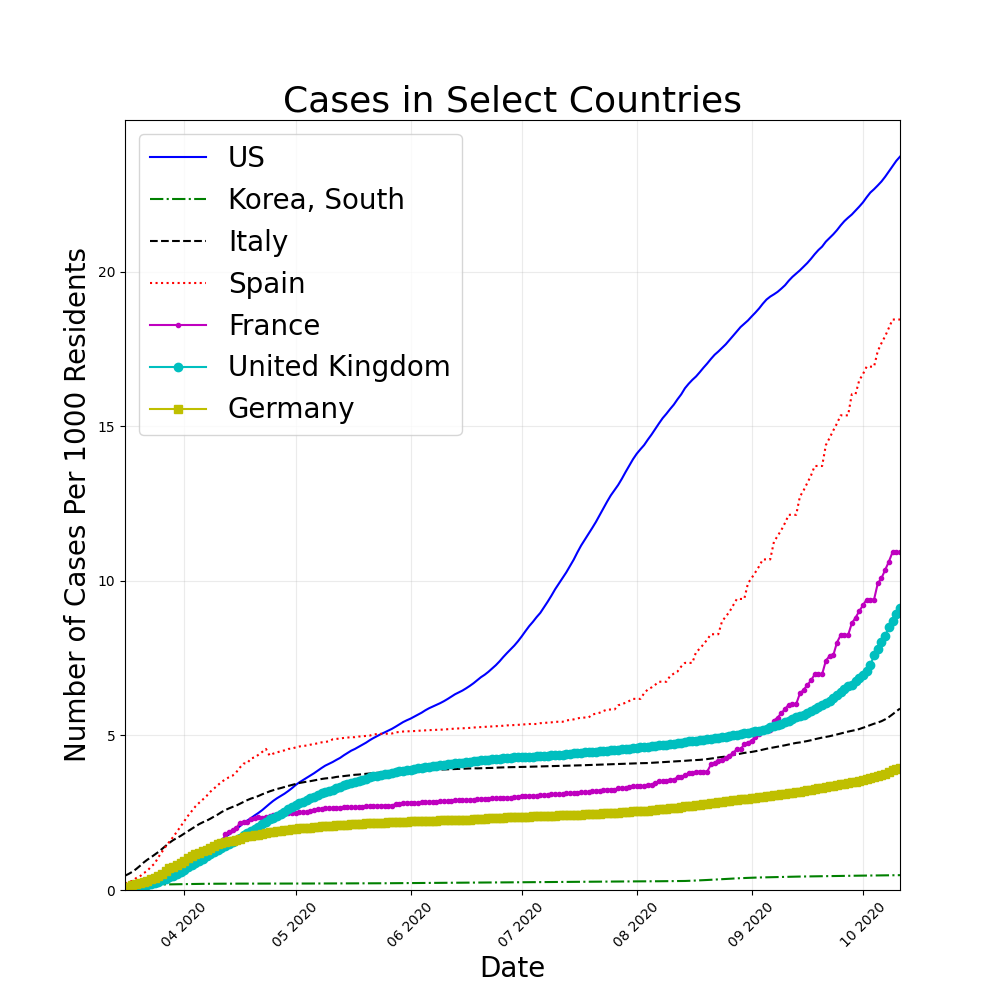 Cases in Select Countries
US
Korea, South
Italy
Spain
France
United Kingdom
Germany
Number of Cases Per 1000 Residents
20
15
10
5
0
04 2020
05 2020
06 2020
07 2020
08 2020
09 2020
10 2020
Date